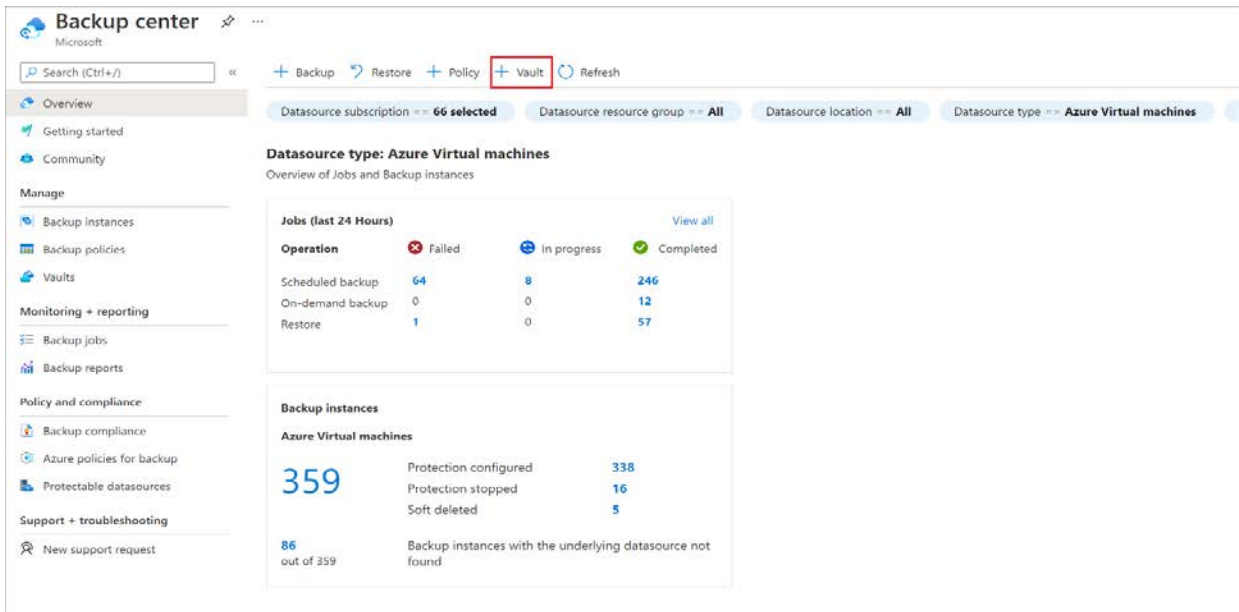 Backup center
Microsoft
Search (Ctrl+/)
«
Overview
Getting started
Community
Manage
Backup instances
Backup policies
Vaults
Monitoring + reporting
Backup jobs
Backup reports
Policy and compliance
Backup compliance
Azure policies for backup
Protectable datasources
Support + troubleshooting
New support request
+ Backup Restore + Policy + Vault Refresh
Datasource subscription == 66 selected Datasource resource group == All Datasource location == All Datasource type == Azure Virtual machines
Datasource type: Azure Virtual machines
Overview of Jobs and Backup instances
Jobs (last 24 Hours) View all
Operation Failed In progress Completed
Scheduled backup 64 8 246
On-demand backup 0 0 12
Restore 1 0 57
Backup instances
Azure Virtual machines
359
Protection configured 338
Protection stopped 16
Soft deleted 5
86
out of 359
Backup instances with the underlying datasource not
found